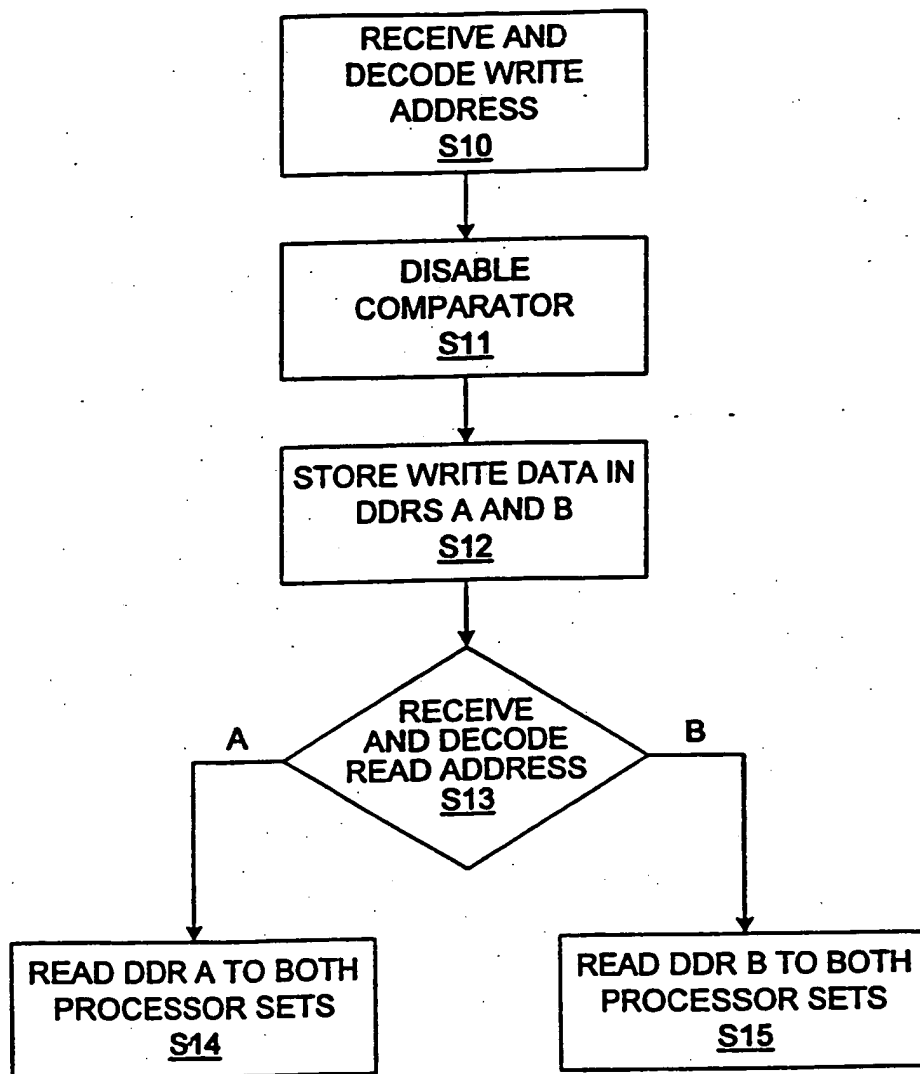 RECEIVE AND
DECODE WRITE
ADDRESS
S10
DISABLE
COMPARATOR
S11
STORE WRITE DATA IN
DDRS A AND B
S12
RECEIVE
AND DECODE
READ ADDRESS
S13
A
B
READ DDR A TO BOTH
PROCESSOR SETS
S14
READ DDR B TO BOTH
PROCESSOR SETS
S15